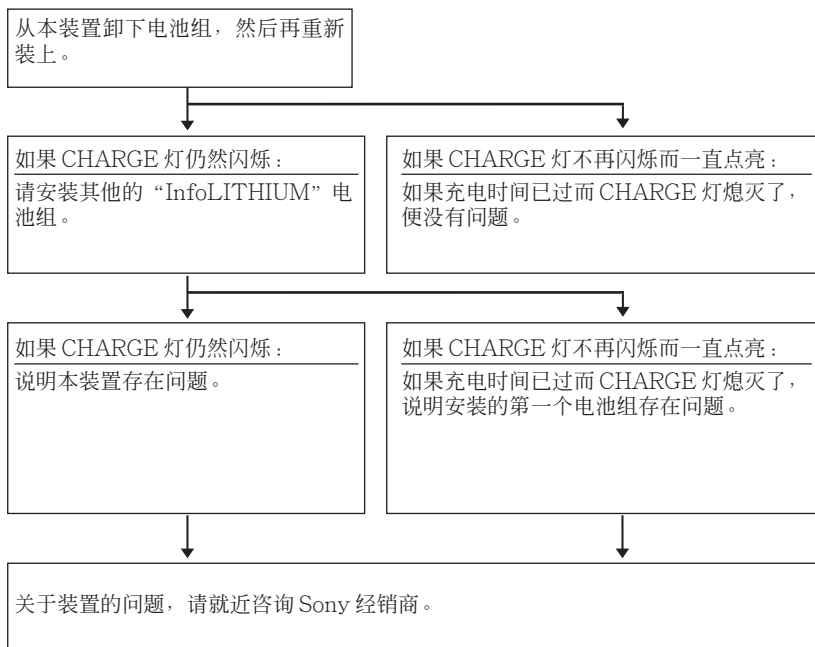 从本装置卸下电池组，然后再重新
装上。
如果 CHARGE 灯仍然闪烁：
请安装其他的“InfoLITHIUM”电
池组。
如果 CHARGE 灯不再闪烁而一直点亮：
如果充电时间已过而 CHARGE 灯熄灭了，
便没有问题。
如果 CHARGE 灯仍然闪烁：
说明本装置存在问题。
如果 CHARGE 灯不再闪烁而一直点亮：
如果充电时间已过而 CHARGE 灯熄灭了，
说明安装的第一个电池组存在问题。
关于装置的问题，请就近咨询 Sony 经销商。